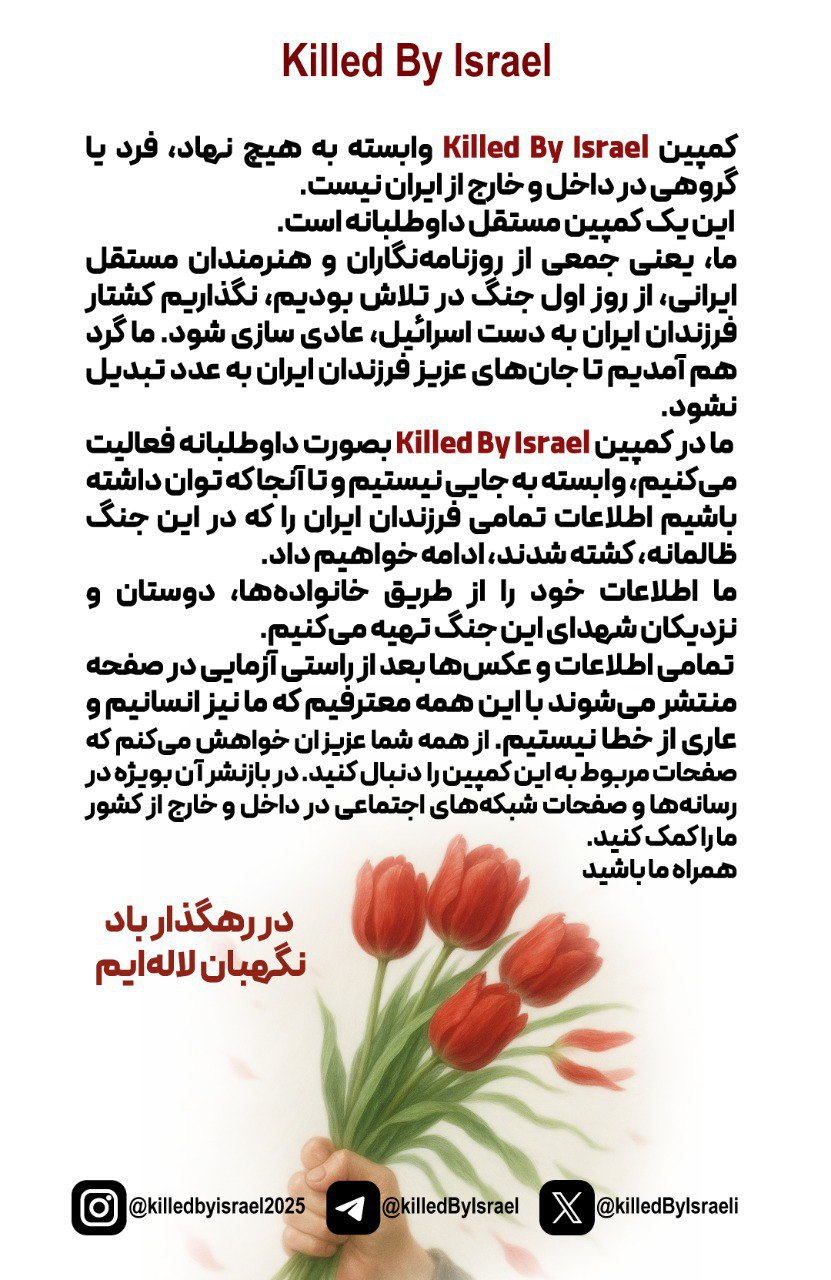 Killed By Israel
کمپین Killed By Israel وابسته به هیچ نهاد، فرد یا
گروهی در داخل و خارج از ایران نیست.
این یک کمپین مستقل داوطلبانه است.
ما، یعنی جمعی از روزنامه‌نگاران و هنرمندان مستقل
ایرانی، از روز اول جنگ در تلاش بودیم، نگذاریم کشتار
فرزندان ایران به دست اسرائیل، عادی سازی شود. ما گرد
هم آمدیم تا جان‌های عزیز فرزندان ایران به عدد تبدیل
نشود.
ما در کمپین Killed By Israel بصورت داوطلبانه فعالیت
می‌کنیم، وابسته به جایی نیستیم و تا آنجا که توان داشته
باشیم اطلاعات تمامی فرزندان ایران را که در این جنگ
ظالمانه، کشته شدند، ادامه خواهیم داد.
ما اطلاعات خود را از طریق خانواده‌ها، دوستان و
نزدیکان شهدای این جنگ تهیه می‌کنیم.
تمامی اطلاعات و عکس‌ها بعد از راستی آزمایی در صفحه
منتشر می‌شوند با این همه معترفیم که ما نیز انسانیم و
عاری از خطا نیستیم. از همه شما عزیزان خواهش می‌کنم که
صفحات مربوط به این کمپین را دنبال کنید. در بازنشر آن بویژه در
رسانه‌ها و صفحات شبکه‌های اجتماعی در داخل و خارج از کشور
ما را کمک کنید.
همراه ما باشید
در رهگذار باد
نگهبان لاله‌ایم
@killedbyisrael2025
@killedByIsrael
@killedByIsraeli